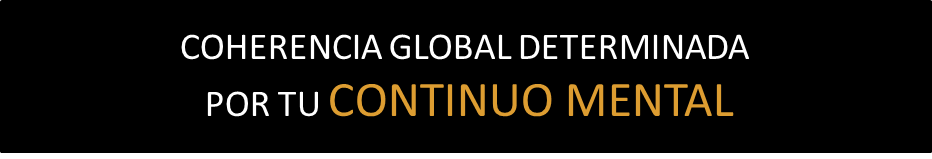 COHERENCIA GLOBAL DETERMINADA
POR TU CONTINUO MENTAL